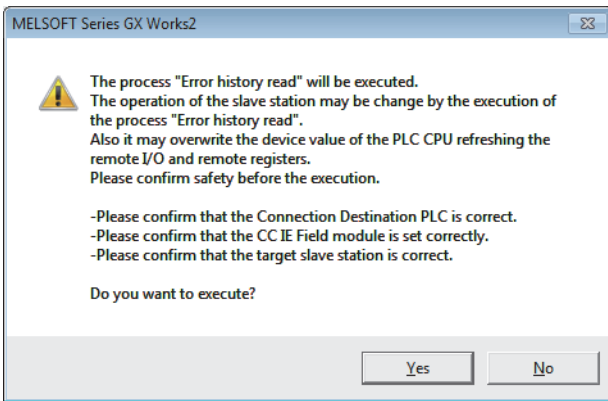 MELSOFT Series GX Works2
The process "Error history read" will be executed.
The operation of the slave station may be change by the execution of
the process "Error history read".
Also it may overwrite the device value of the PLC CPU refreshing the
remote I/O and remote registers.
Please confirm safety before the execution.
-Please confirm that the Connection Destination PLC is correct.
-Please confirm that the CC IE Field module is set correctly.
-Please confirm that the target slave station is correct.
Do you want to execute?
Yes No